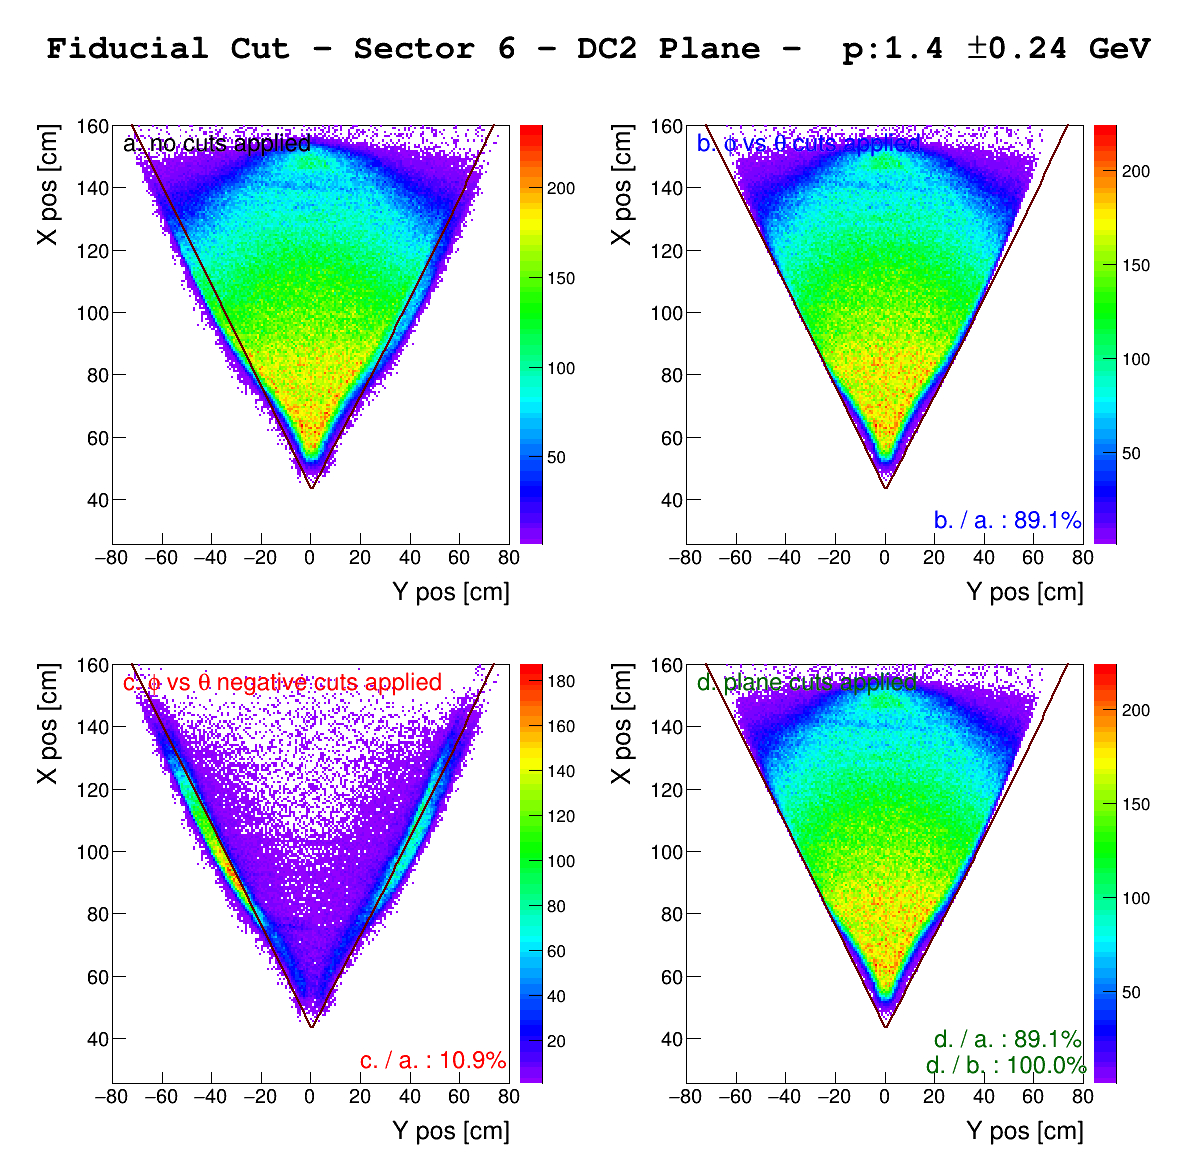 Fiducial Cut – Sector 6 – DC2 Plane – p:1.4 ±0.24 GeV
a. no cuts applied
X pos [cm]
160
140
120
100
80
60
40
−80 −60 −40 −20 0 20 40 60 80
Y pos [cm]
200
150
100
50
b. ϕ vs θ cuts applied
X pos [cm]
160
140
120
100
80
60
40
b. / a. : 89.1%
−80 −60 −40 −20 0 20 40 60 80
Y pos [cm]
200
150
100
50
c. ϕ vs θ negative cuts applied
X pos [cm]
160
140
120
100
80
60
40
c. / a. : 10.9%
−80 −60 −40 −20 0 20 40 60 80
Y pos [cm]
180
160
140
120
100
80
60
40
20
d. plane cuts applied
X pos [cm]
160
140
120
100
80
60
40
d. / a. : 89.1%
d. / b. : 100.0%
−80 −60 −40 −20 0 20 40 60 80
Y pos [cm]
200
150
100
50